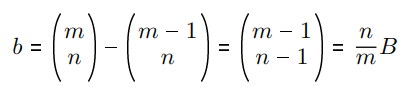 b = \binom{m}{n} - \binom{m-1}{n} = \binom{m-1}{n-1} = \frac{n}{m} B